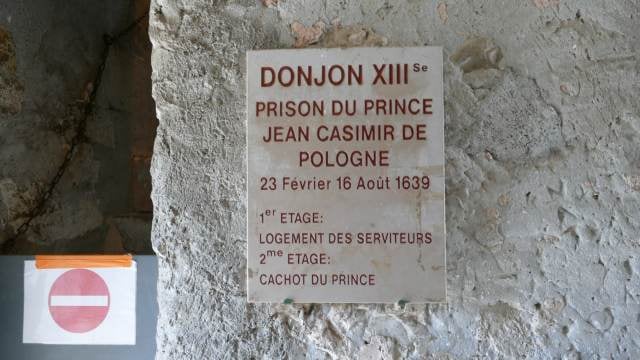 DONJON XIII Se
PRISON DU PRINCE
JEAN CASIMIR DE
POLOGNE
23 Février 16 Août 1639
1er ETAGE:
LOGEMENT DES SERVITEURS
2me ETAGE:
CACHOT DU PRINCE